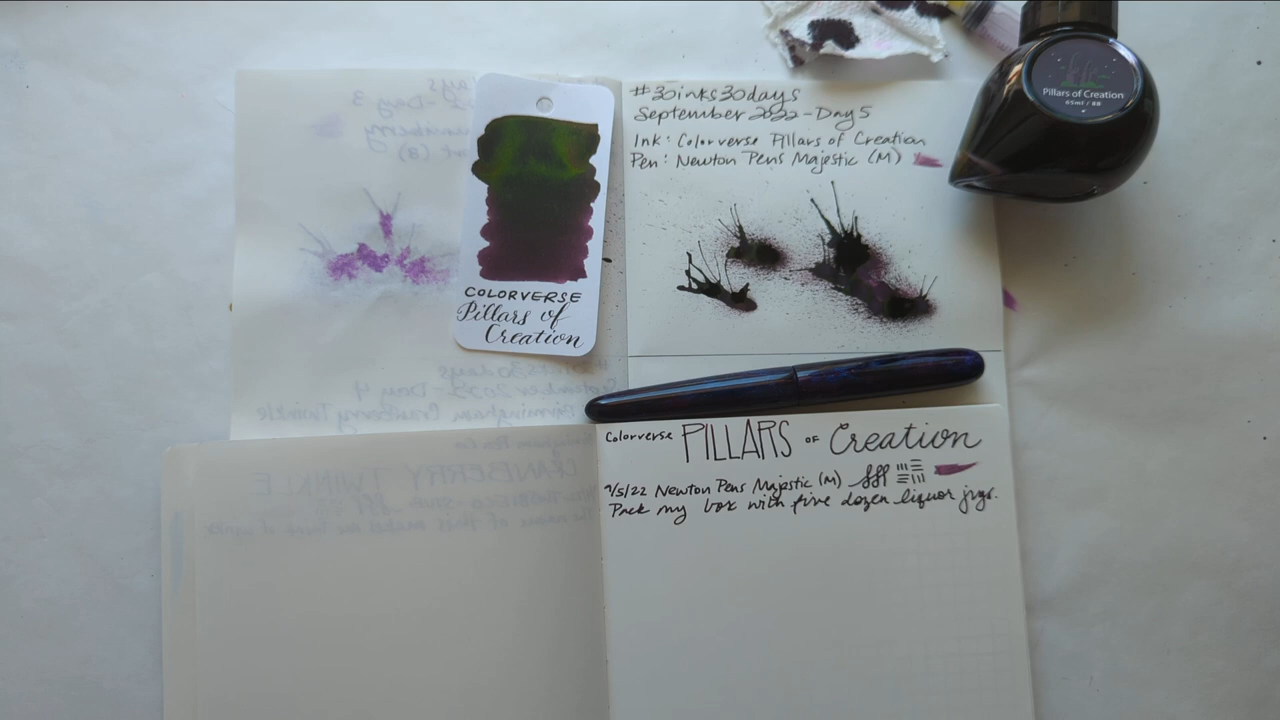 #30inks30days
September 2022-Day 5
Ink: Colorverse Pillars of Creation
Pen: Newton Pens Majestic (M)
Pillars of Creation
65ml / 88
COLORVERSE
Pillars of
Creation
Colorverse PILLARS OF Creation
9/5/22 Newton Pens Majestic (M)
Pack my box with five dozen liquor jugs.